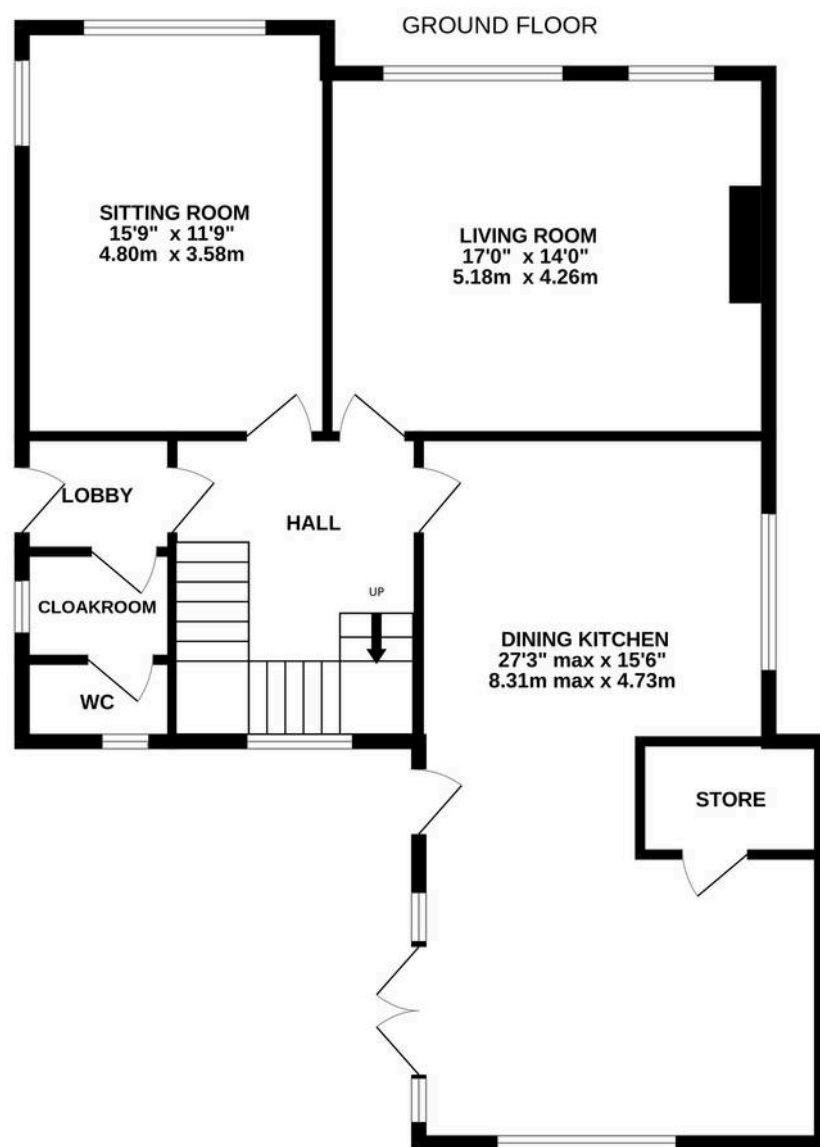 GROUND FLOOR
SITTING ROOM
15'9" x 11'9"
4.80m x 3.58m
LIVING ROOM
17'0" x 14'0"
5.18m x 4.26m
LOBBY
HALL
CLOAKROOM
UP
WC
DINING KITCHEN
27'3" max x 15'6"
8.31m max x 4.73m
STORE